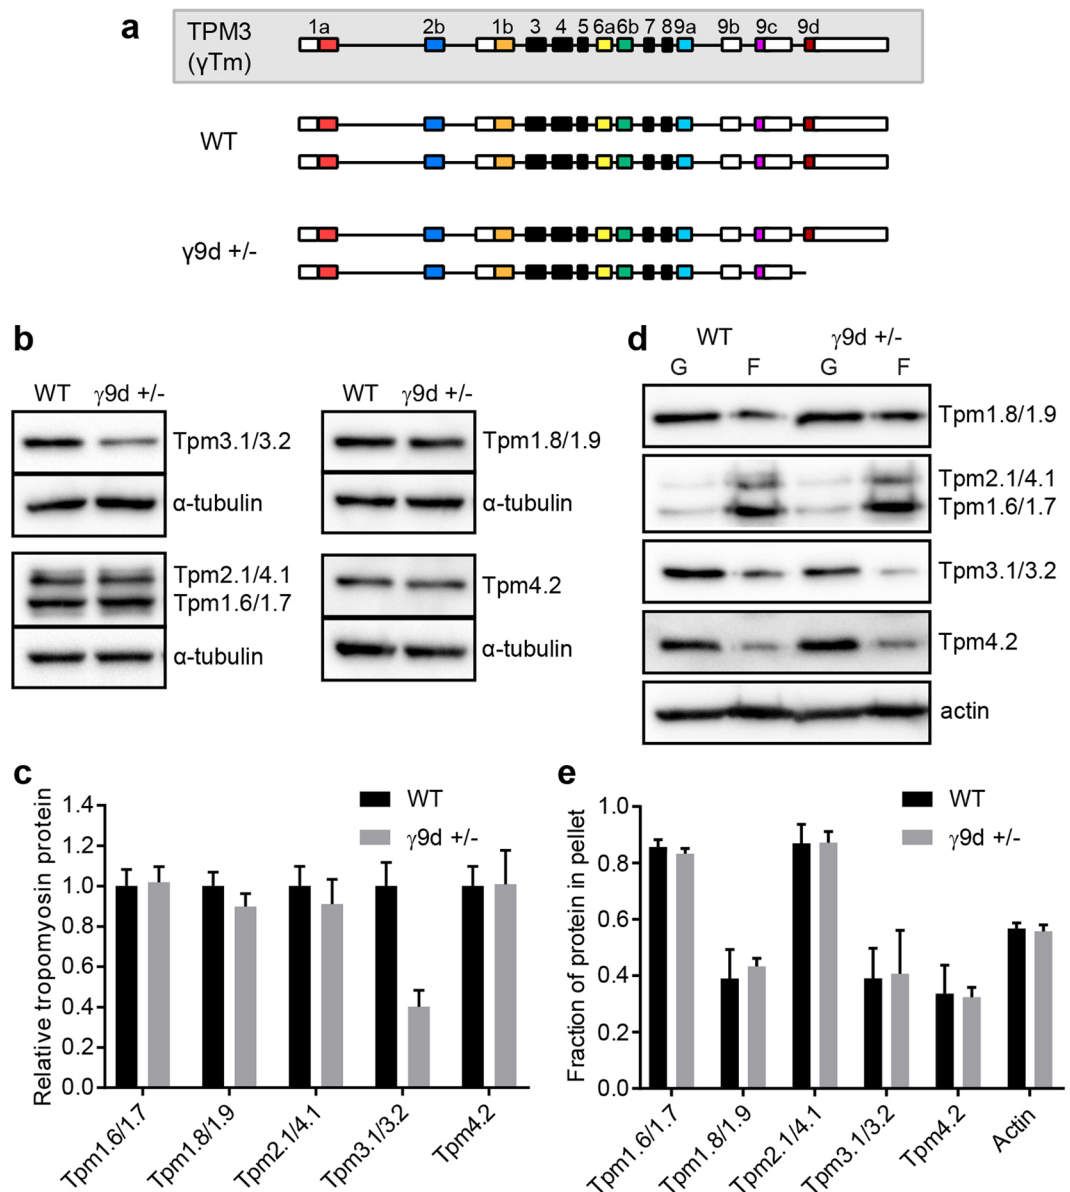 a
TPM3
(γTm)
1a 2b 1b 3 4 5 6a 6b 7 8 9a 9b 9c 9d
WT
γ9d +/-
b
WT γ9d +/-
Tpm3.1/3.2
α-tubulin
Tpm2.1/4.1
Tpm1.6/1.7
α-tubulin
WT γ9d +/-
Tpm1.8/1.9
α-tubulin
Tpm4.2
α-tubulin
d
WT γ9d +/-
G F G F
Tpm1.8/1.9
Tpm2.1/4.1
Tpm1.6/1.7
Tpm3.1/3.2
Tpm4.2
actin
c
Relative tropomyosin protein
1.4
1.2
1.0
0.8
0.6
0.4
0.2
0.0
WT
γ9d +/-
Tpm1.6/1.7
Tpm1.8/1.9
Tpm2.1/4.1
Tpm3.1/3.2
Tpm4.2
e
Fraction of protein in pellet
1.0
0.8
0.6
0.4
0.2
0.0
WT
γ9d +/-
Tpm1.6/1.7
Tpm1.8/1.9
Tpm2.1/4.1
Tpm3.1/3.2
Tpm4.2
Actin